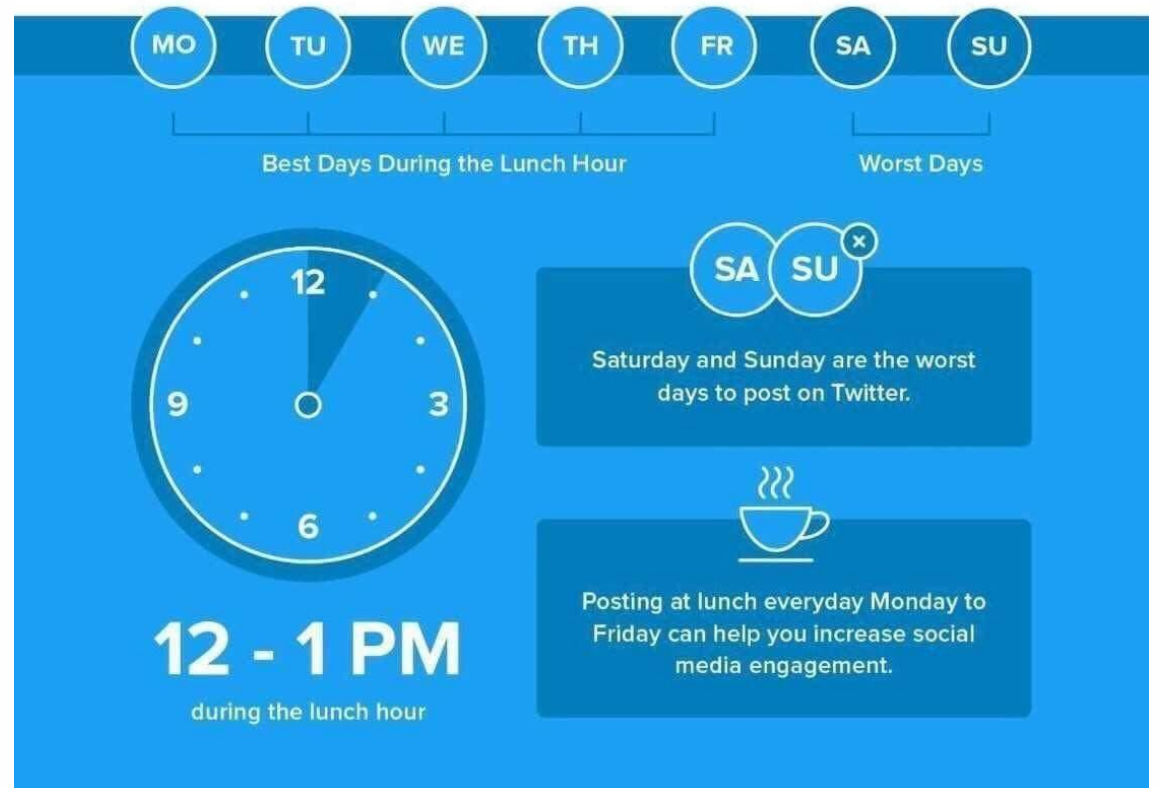 MO TU WE TH FR SA SU
Best Days During the Lunch Hour
Worst Days
12
9
3
6
12 - 1 PM
during the lunch hour
SA SU
Saturday and Sunday are the worst
days to post on Twitter.
Posting at lunch everyday Monday to
Friday can help you increase social
media engagement.